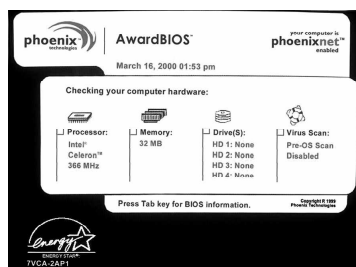 phoenix™
technologies
AwardBIOS™
your computer is
phoenixnet™
enabled
March 16, 2000 01:53 pm
Checking your computer hardware:
Processor:
Intel®
Celeron™
366 MHz
Memory:
32 MB
Drive(S):
HD 1: None
HD 2: None
HD 3: None
HD 4: None
Virus Scan:
Pre-OS Scan
Disabled
Press Tab key for BIOS information.
Copyright R 1999
Phoenix Technologies
energy
ENERGY STAR®
7VCA-2AP1